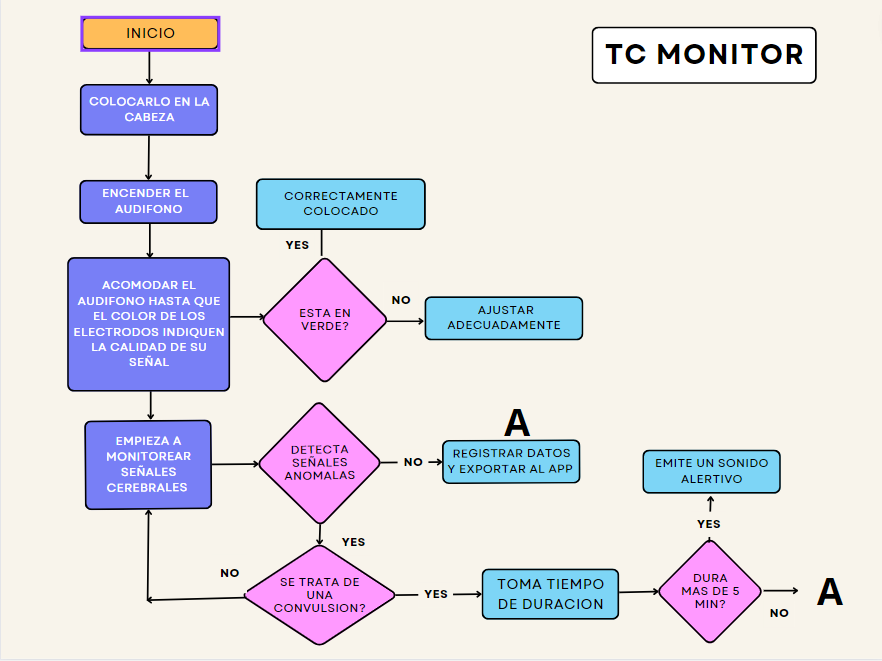 INICIO
TC MONITOR
COLOCARLO EN LA
CABEZA
ENCENDER EL
AUDIFONO
CORRECTAMENTE
COLOCADO
YES
ACOMODAR EL
AUDIFONO HASTA QUE
EL COLOR DE LOS
ELECTRODOS INDIQUEN
LA CALIDAD DE SU
SEÑAL
ESTA EN
VERDE?
NO
AJUSTAR
ADECUADAMENTE
EMPIEZA A
MONITOREAR
SEÑALES
CEREBRALES
DETECTA
SEÑALES
ANOMALAS
NO
A
REGISTRAR DATOS
Y EXPORTAR AL APP
YES
EMITE UN SONIDO
ALERTIVO
YES
NO
SE TRATA DE
UNA
CONVULSION?
YES
TOMA TIEMPO
DE DURACION
DURA
MAS DE 5
MIN?
NO
A